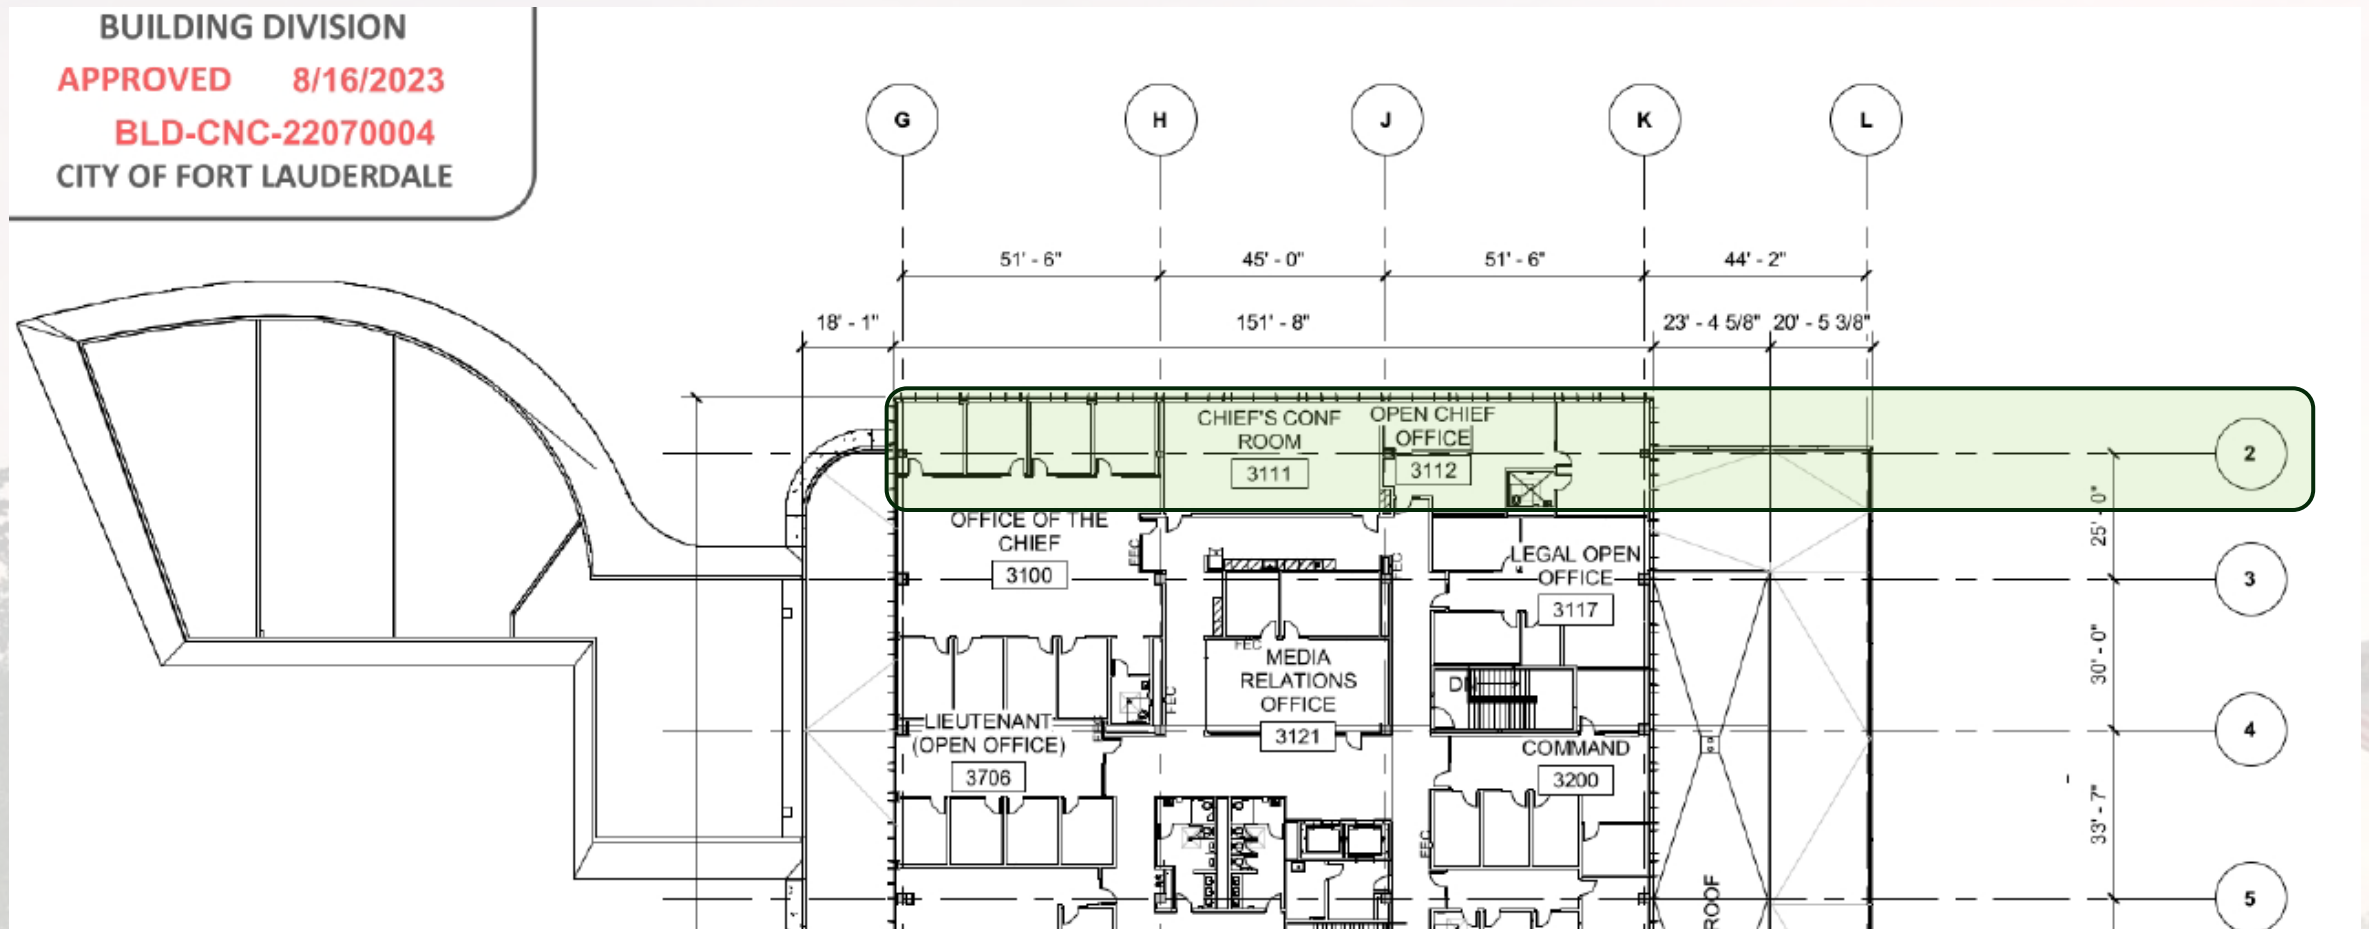 BUILDING DIVISION
APPROVED 8/16/2023
BLD-CNC-22070004
CITY OF FORT LAUDERDALE
G H J K L
51' - 6" 45' - 0" 51' - 6" 44' - 2"
18' - 1" 151' - 8" 23' - 4 5/8" 20' - 5 3/8"
CHIEF'S CONF
ROOM
3111
OPEN CHIEF
OFFICE
3112
2
25' - 0"
OFFICE OF THE
CHIEF
3100
FEC
FEC
LEGAL OPEN
OFFICE
3117
3
30' - 0"
FEC
MEDIA
RELATIONS
OFFICE
3121
FEC
DN
LIEUTENANT
(OPEN OFFICE)
3706
FEC
COMMAND
3200
4
33' - 7"
FEC
ROOF
5